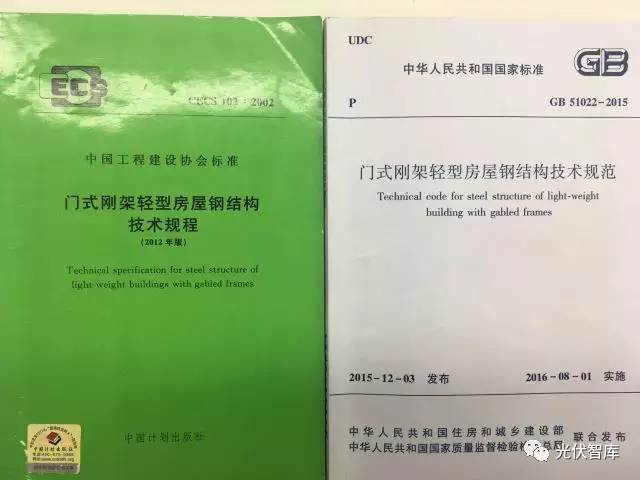 ECS
CECS 102：2002
中国工程建设协会标准
门式刚架轻型房屋钢结构
技术规程
(2012年版)
Technical specification for steel structure of
light-weight buildings with gabled frames
中国计划出版社
UDC
中华人民共和国国家标准
GB
P
GB 51022-2015
门式刚架轻型房屋钢结构技术规范
Technical code for steel structure of light-weight
building with gabled frames
2015-12-03 发布
2016-08-01 实施
中华人民共和国住房和城乡建设部
中华人民共和国国家质量监督检验检疫总局
联合发布
光伏智库